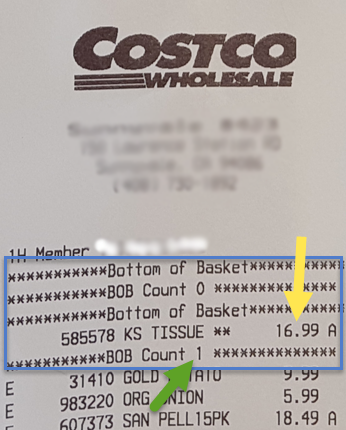 COSTCO
WHOLESALE
1H Member
***********Bottom of Basket***********
***********BOB Count 0 **************
***********Bottom of Basket***********
585578 KS TISSUE ** 16.99 A
***********BOB Count 1 **************
E 31410 GOLD 9.99
E 983220 ORG ONION 5.99
E 607373 SAN PELL15PK 18.49 A